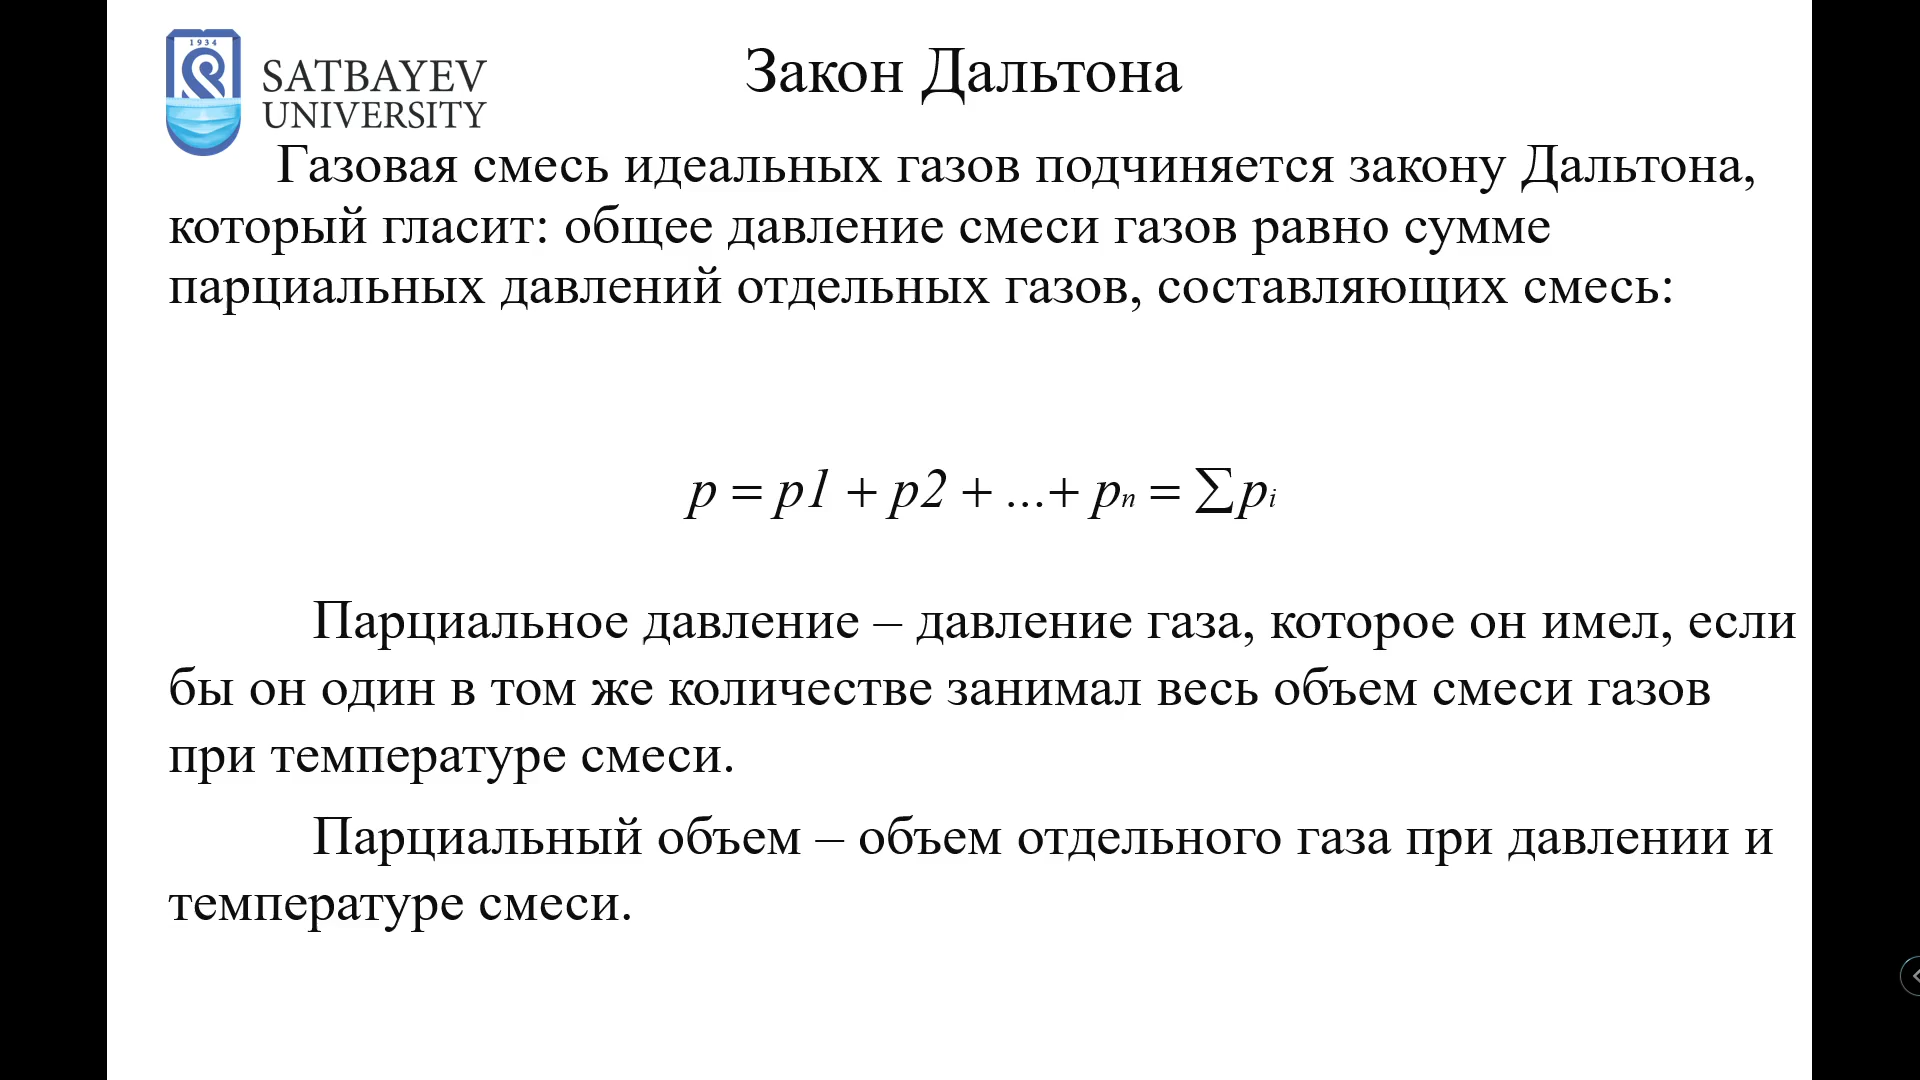 1934
SATBAYEV
UNIVERSITY
Закон Дальтона
Газовая смесь идеальных газов подчиняется закону Дальтона,
который гласит: общее давление смеси газов равно сумме
парциальных давлений отдельных газов, составляющих смесь:
p = p1 + p2 + ...+ pₙ = ∑pᵢ
Парциальное давление – давление газа, которое он имел, если
бы он один в том же количестве занимал весь объем смеси газов
при температуре смеси.
Парциальный объем – объем отдельного газа при давлении и
температуре смеси.